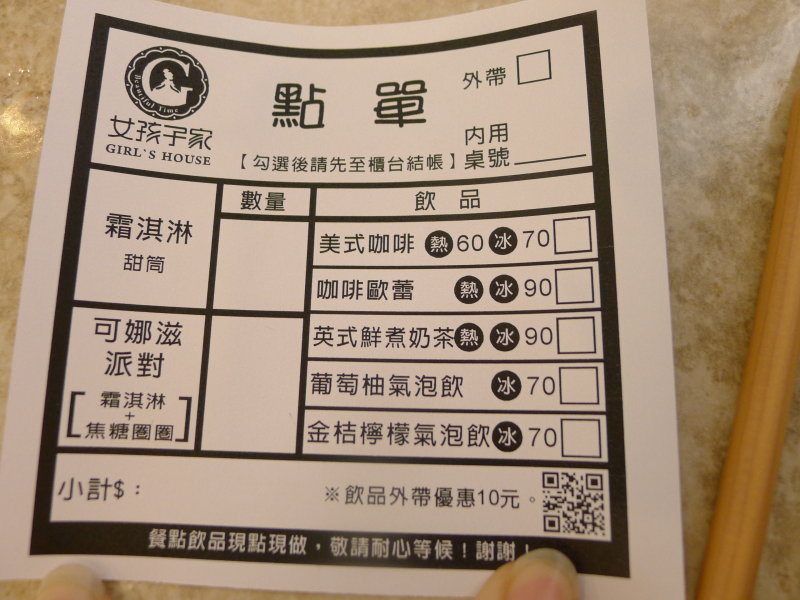 Beautiful Time
女孩子家
GIRL`S HOUSE
點 單
外帶
內用
桌號
【勾選後請先至櫃台結帳】
數量
飲 品
霜淇淋
甜筒
美式咖啡 熱 60 冰 70
咖啡歐蕾 熱 冰 90
可娜滋
派對
[霜淇淋
+
焦糖圈圈]
英式鮮煮奶茶 熱 冰 90
葡萄柚氣泡飲 冰 70
金桔檸檬氣泡飲 冰 70
小計$：
※飲品外帶優惠10元。
餐點飲品現點現做，敬請耐心等候！謝謝！